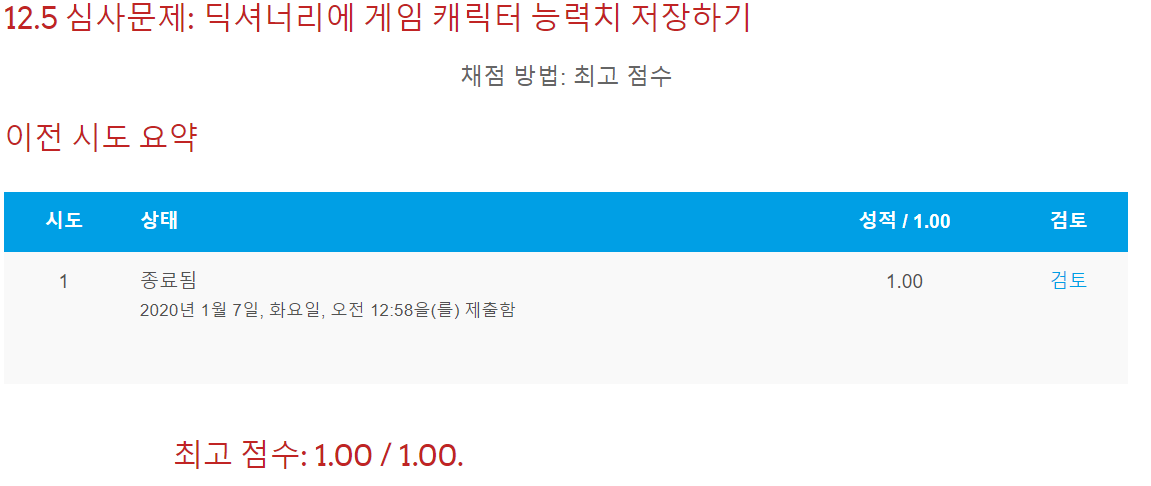 12.5 심사문제: 딕셔너리에 게임 캐릭터 능력치 저장하기
채점 방법: 최고 점수
이전 시도 요약
시도 상태 성적 / 1.00 검토
1 종료됨 1.00 검토
2020년 1월 7일, 화요일, 오전 12:58을(를) 제출함
최고 점수: 1.00 / 1.00.